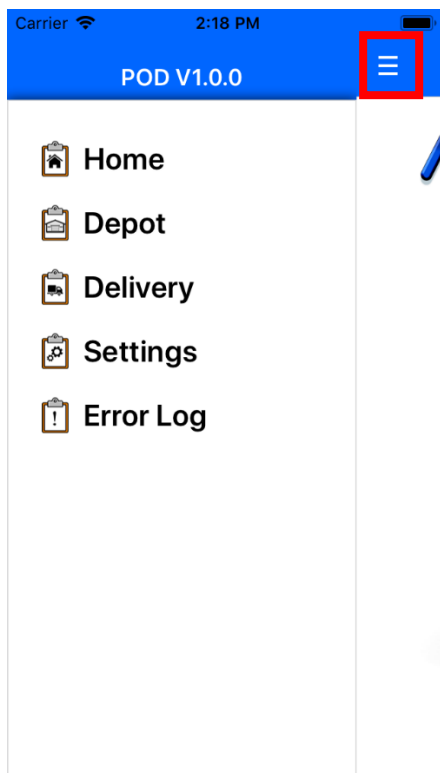 Carrier 2:18 PM
POD V1.0.0
Home
Depot
Delivery
Settings
Error Log